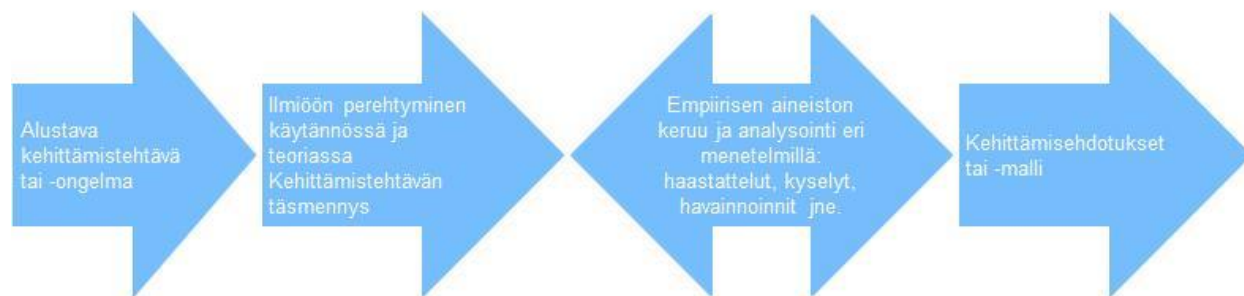 Alustava
kehittämistehtävä
tai -ongelma
Ilmiöön perehtyminen
käytännössä ja
teoriassa
Kehittämistehtävän
täsmennys
Empiirisen aineiston
keruu ja analysointi eri
menetelmillä:
haastattelut, kyselyt,
havainnoinnit jne.
Kehittämisehdotukset
tai -malli